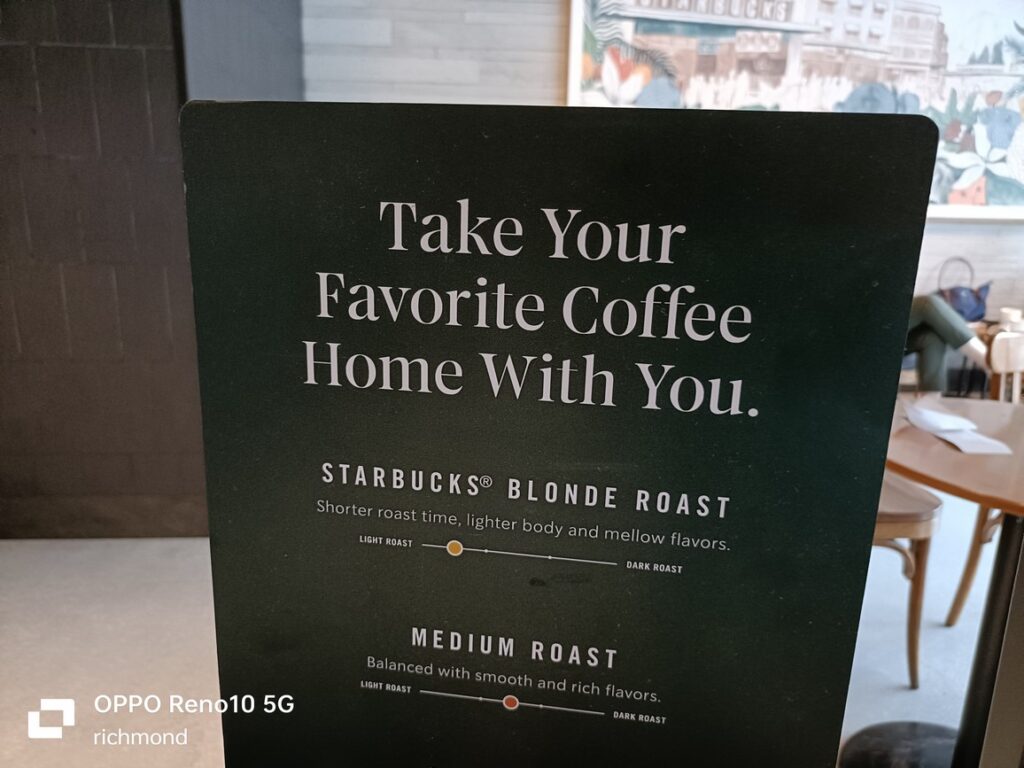 STARBUCKS
Take Your
Favorite Coffee
Home With You.
STARBUCKS® BLONDE ROAST
Shorter roast time, lighter body and mellow flavors.
LIGHT ROAST DARK ROAST
MEDIUM ROAST
Balanced with smooth and rich flavors.
LIGHT ROAST DARK ROAST
OPPO Reno10 5G
richmond